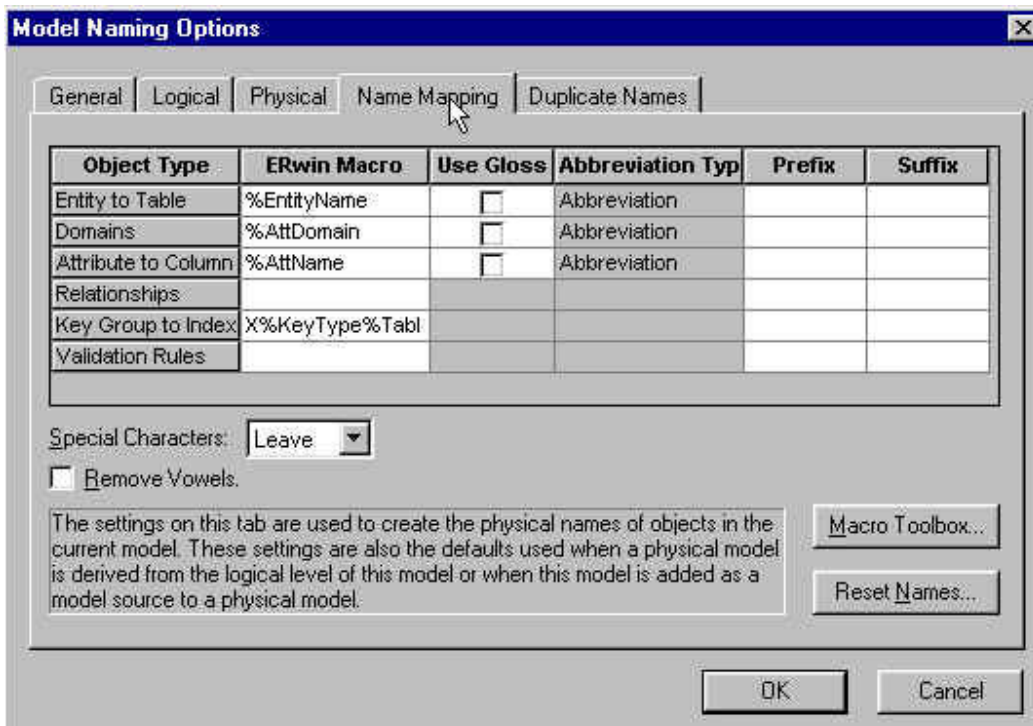 Model Naming Options
General Logical Physical Name Mapping Duplicate Names
Object Type ERwin Macro Use Gloss Abbreviation Typ Prefix Suffix
Entity to Table %EntityName Abbreviation
Domains %AttDomain Abbreviation
Attribute to Column %AttName Abbreviation
Relationships
Key Group to Index X%KeyType%Tabl
Validation Rules
Special Characters: Leave
Remove Vowels.
The settings on this tab are used to create the physical names of objects in the
current model. These settings are also the defaults used when a physical model
is derived from the logical level of this model or when this model is added as a
model source to a physical model.
Macro Toolbox...
Reset Names...
OK Cancel